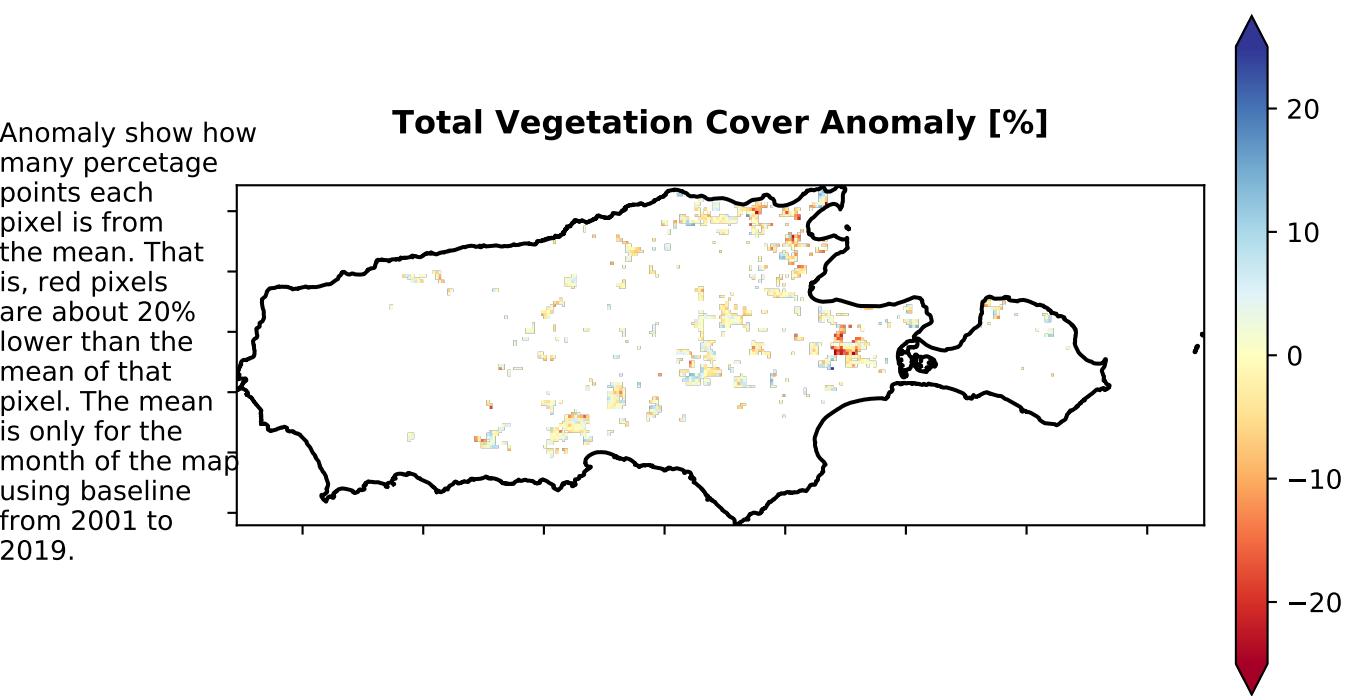 Total Vegetation Cover Anomaly [%]
Anomaly show how
many percetage
points each
pixel is from
the mean. That
is, red pixels
are about 20%
lower than the
mean of that
pixel. The mean
is only for the
month of the map
using baseline
from 2001 to
2019.
20
10
0
−10
−20